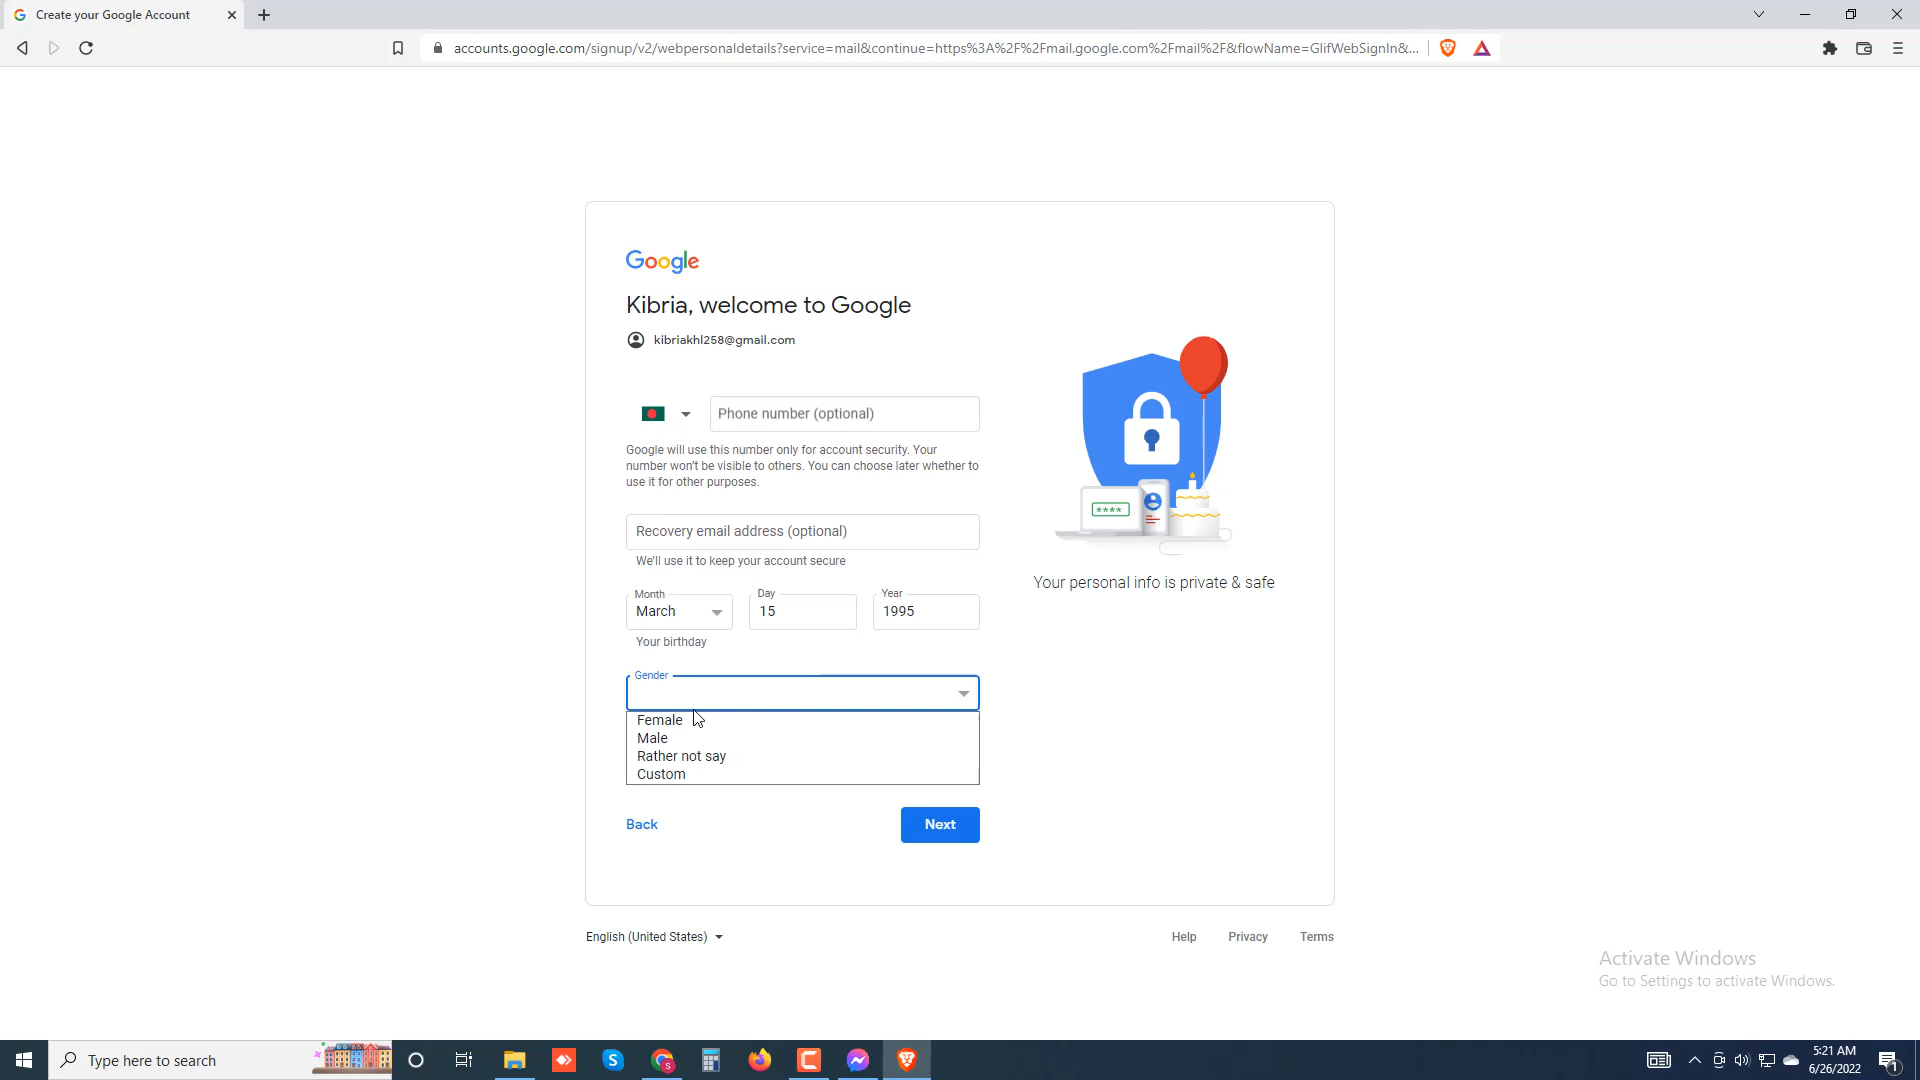 Create your Google Account
accounts.google.com/signup/v2/webpersonaldetails?service=mail&continue=https%3A%2F%2Fmail.google.com%2Fmail%2F&flowName=GlifWebSignIn&...
Google
Kibria, welcome to Google
kibriakhl258@gmail.com
Phone number (optional)
Google will use this number only for account security. Your
number won't be visible to others. You can choose later whether to
use it for other purposes.
Recovery email address (optional)
We'll use it to keep your account secure
Month
March
Day
15
Year
1995
Your birthday
Gender
Female
Male
Rather not say
Custom
Back
Next
****
Your personal info is private & safe
English (United States)
Help
Privacy
Terms
Activate Windows
Go to Settings to activate Windows.
Type here to search
5:21 AM
6/26/2022
1